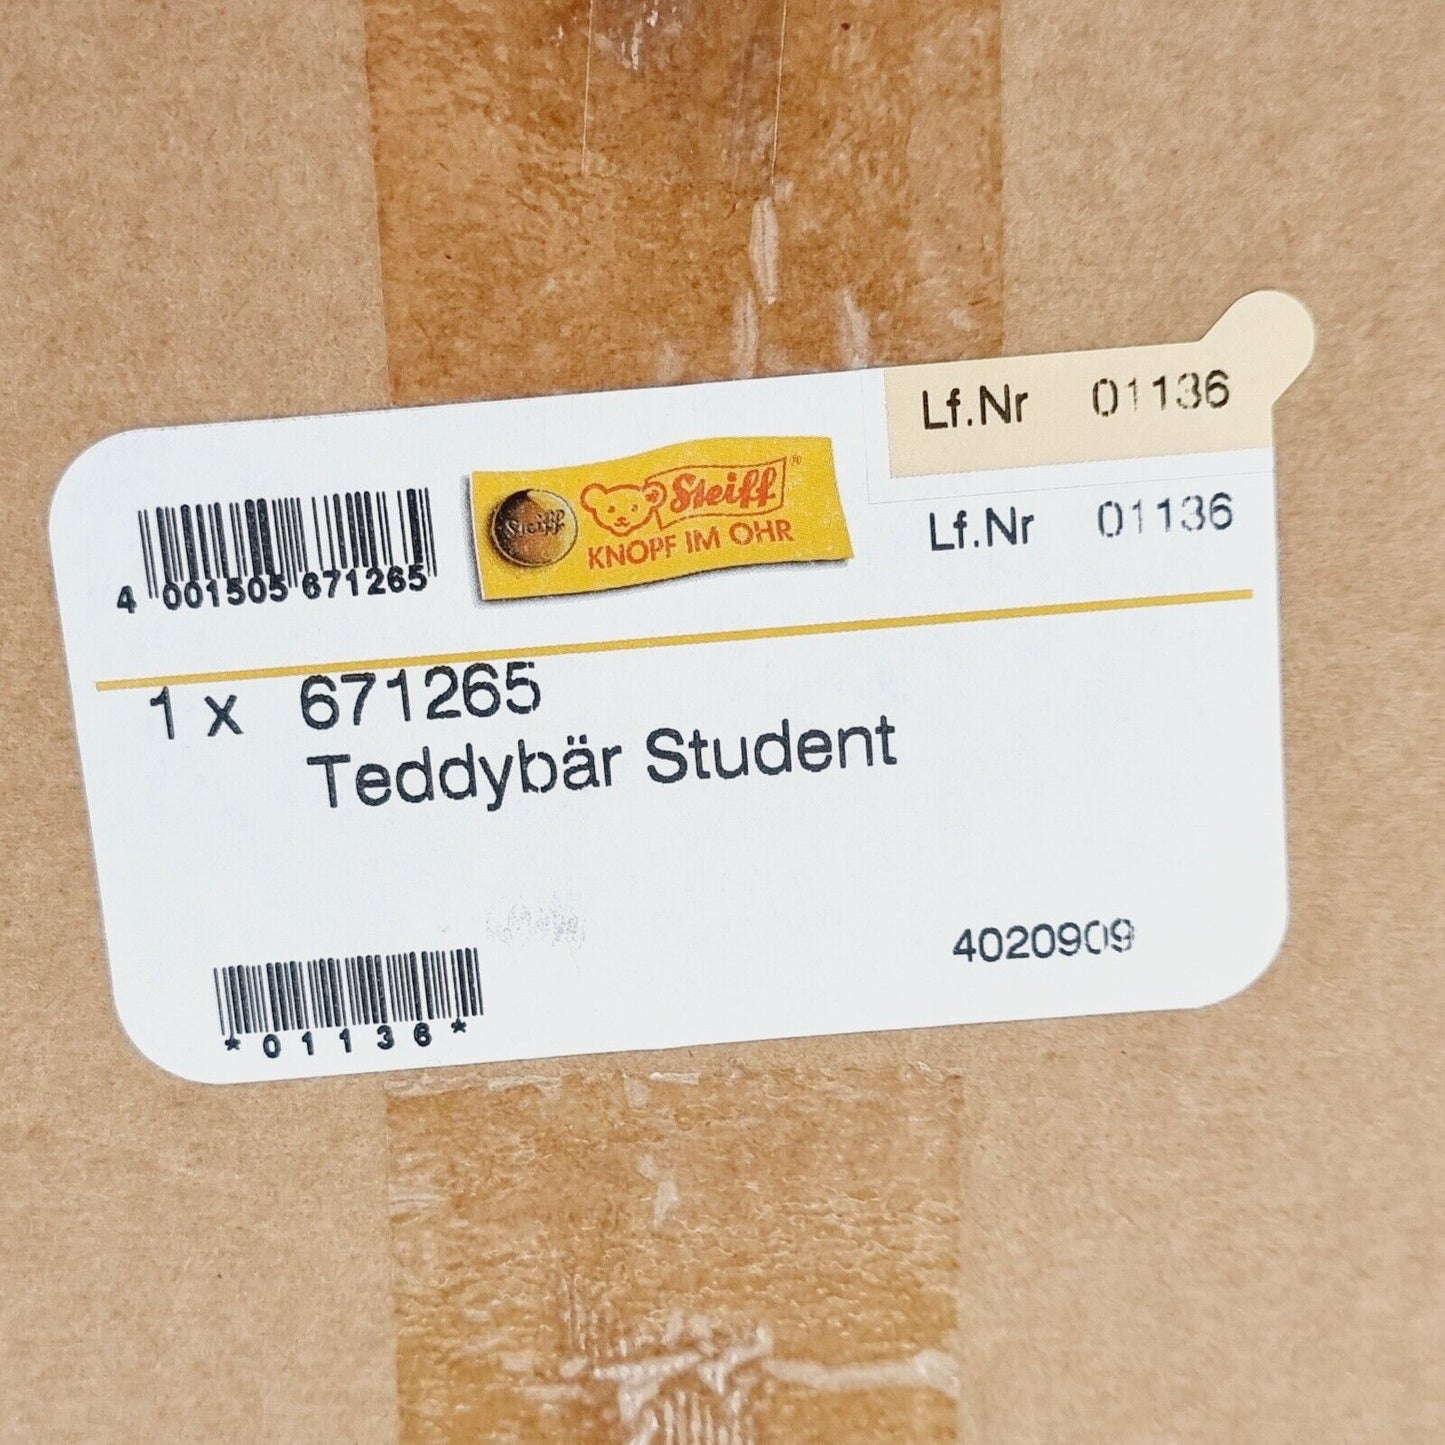 Lf.Nr 01136
Steiff
Steiff®
KNOPF IM OHR
Lf.Nr 01136
4 001505 671265
1 x 671265
Teddybär Student
4020909
*01136*